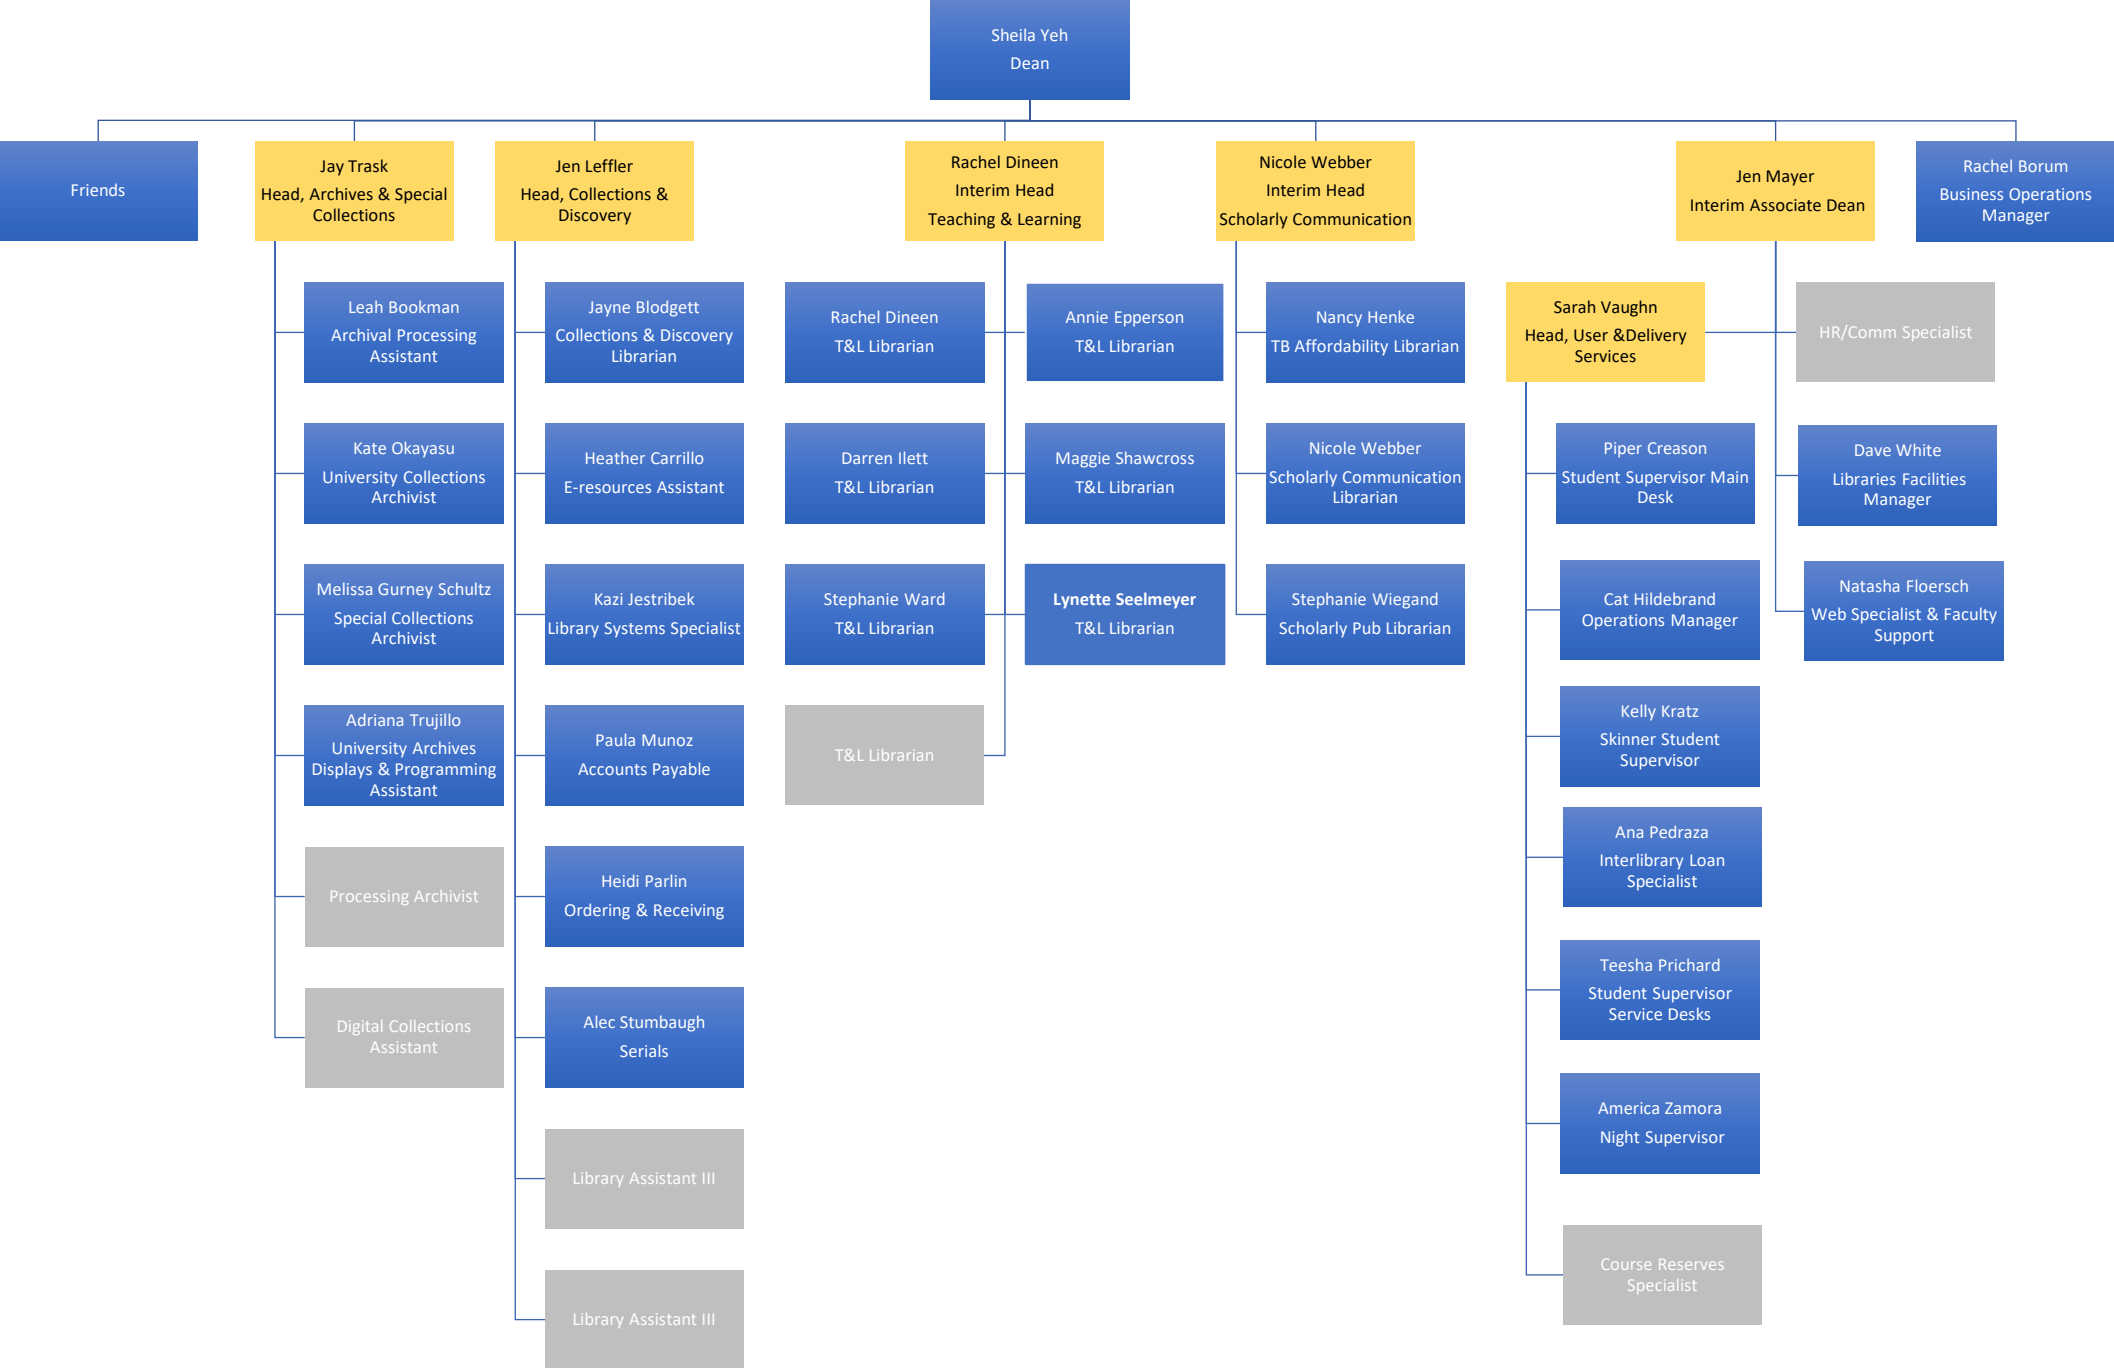 Sheila Yeh
Dean
Friends
Jay Trask
Head, Archives & Special
Collections
Jen Leffler
Head, Collections &
Discovery
Rachel Dineen
Interim Head
Teaching & Learning
Nicole Webber
Interim Head
Scholarly Communication
Jen Mayer
Interim Associate Dean
Rachel Borum
Business Operations
Manager
Leah Bookman
Archival Processing
Assistant
Kate Okayasu
University Collections
Archivist
Melissa Gurney Schultz
Special Collections
Archivist
Adriana Trujillo
University Archives
Displays & Programming
Assistant
Processing Archivist
Digital Collections
Assistant
Jayne Blodgett
Collections & Discovery
Librarian
Heather Carrillo
E-resources Assistant
Kazi Jestribek
Library Systems Specialist
Paula Munoz
Accounts Payable
Heidi Parlin
Ordering & Receiving
Alec Stumbaugh
Serials
Library Assistant III
Library Assistant III
Rachel Dineen
T&L Librarian
Annie Epperson
T&L Librarian
Darren Ilett
T&L Librarian
Maggie Shawcross
T&L Librarian
Stephanie Ward
T&L Librarian
Lynette Seelmeyer
T&L Librarian
T&L Librarian
Nancy Henke
TB Affordability Librarian
Nicole Webber
Scholarly Communication
Librarian
Stephanie Wiegand
Scholarly Pub Librarian
Sarah Vaughn
Head, User &Delivery
Services
Piper Creason
Student Supervisor Main
Desk
Cat Hildebrand
Operations Manager
Kelly Kratz
Skinner Student
Supervisor
Ana Pedraza
Interlibrary Loan
Specialist
Teesha Prichard
Student Supervisor
Service Desks
America Zamora
Night Supervisor
Course Reserves
Specialist
HR/Comm Specialist
Dave White
Libraries Facilities
Manager
Natasha Floersch
Web Specialist & Faculty
Support